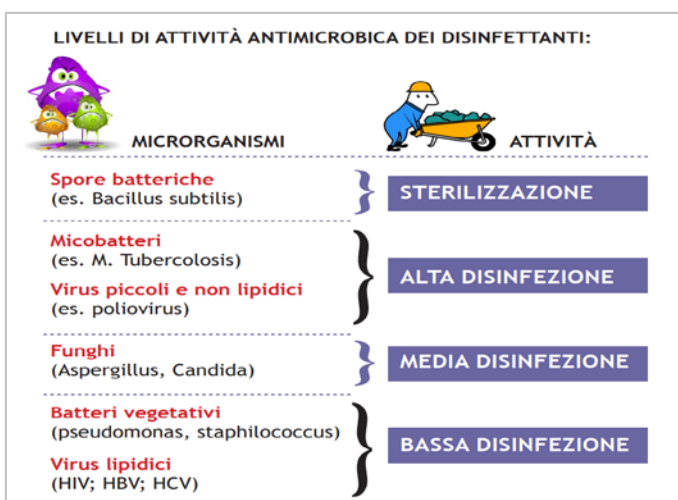 LIVELLI DI ATTIVITÀ ANTIMICROBICA DEI DISINFETTANTI:
MICRORGANISMI
ATTIVITÀ
Spore batteriche
(es. Bacillus subtilis)
STERILIZZAZIONE
Micobatteri
(es. M. Tubercolosis)
Virus piccoli e non lipidici
(es. poliovirus)
ALTA DISINFEZIONE
Funghi
(Aspergillus, Candida)
MEDIA DISINFEZIONE
Batteri vegetativi
(pseudomonas, staphilococcus)
Virus lipidici
(HIV; HBV; HCV)
BASSA DISINFEZIONE